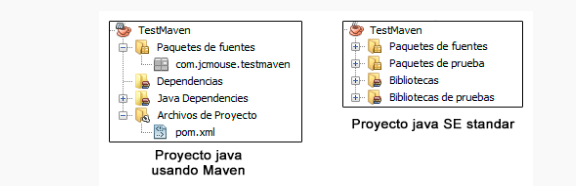 TestMaven
Paquetes de fuentes
com.jcmouse.testmaven
Dependencias
Java Dependencies
Archivos de Proyecto
pom.xml
Proyecto java
usando Maven
TestMaven
Paquetes de fuentes
Paquetes de prueba
Bibliotecas
Bibliotecas de pruebas
Proyecto java SE standar